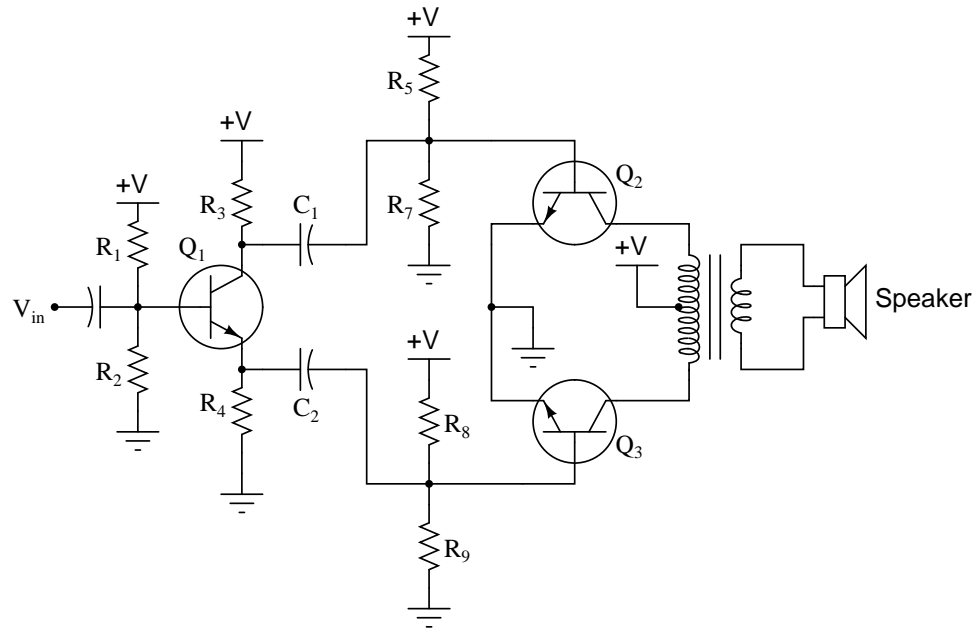 +V
R5
+V
Q2
+V
R3
C1
R7
R1
Q1
+V
Vin
Speaker
R2
+V
R4
C2
R8
Q3
R9